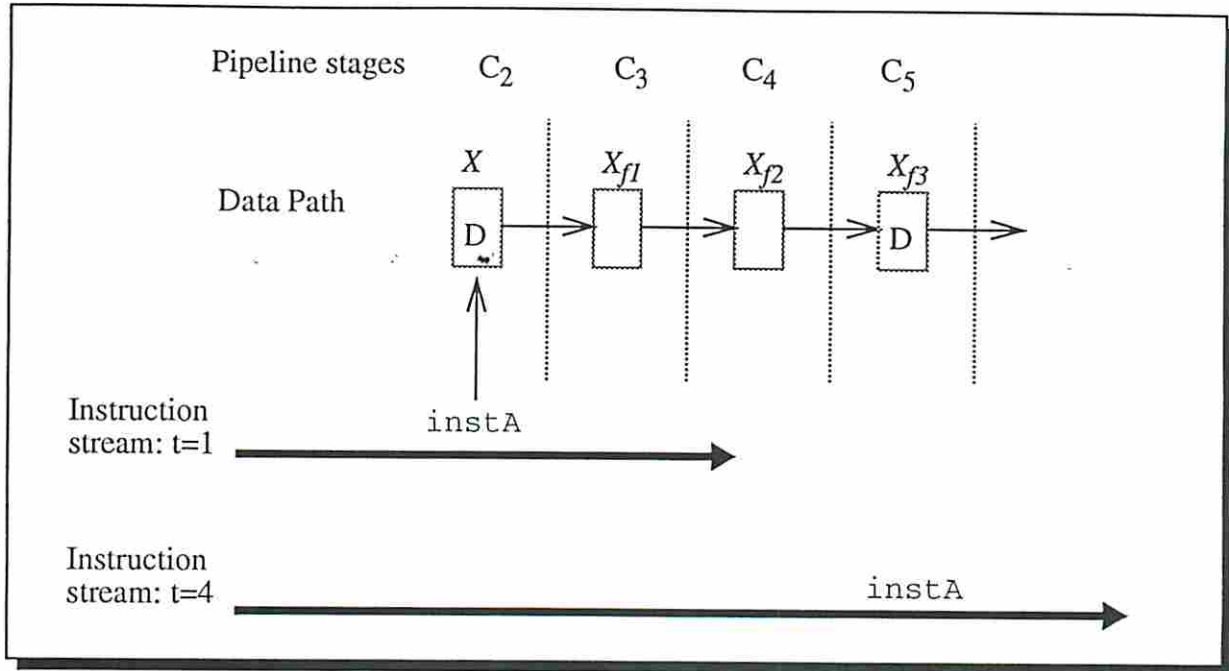 Pipeline stages C2 C3 C4 C5
X Xf1 Xf2 Xf3
Data Path
D D
instA
Instruction
stream: t=1
Instruction
stream: t=4
instA